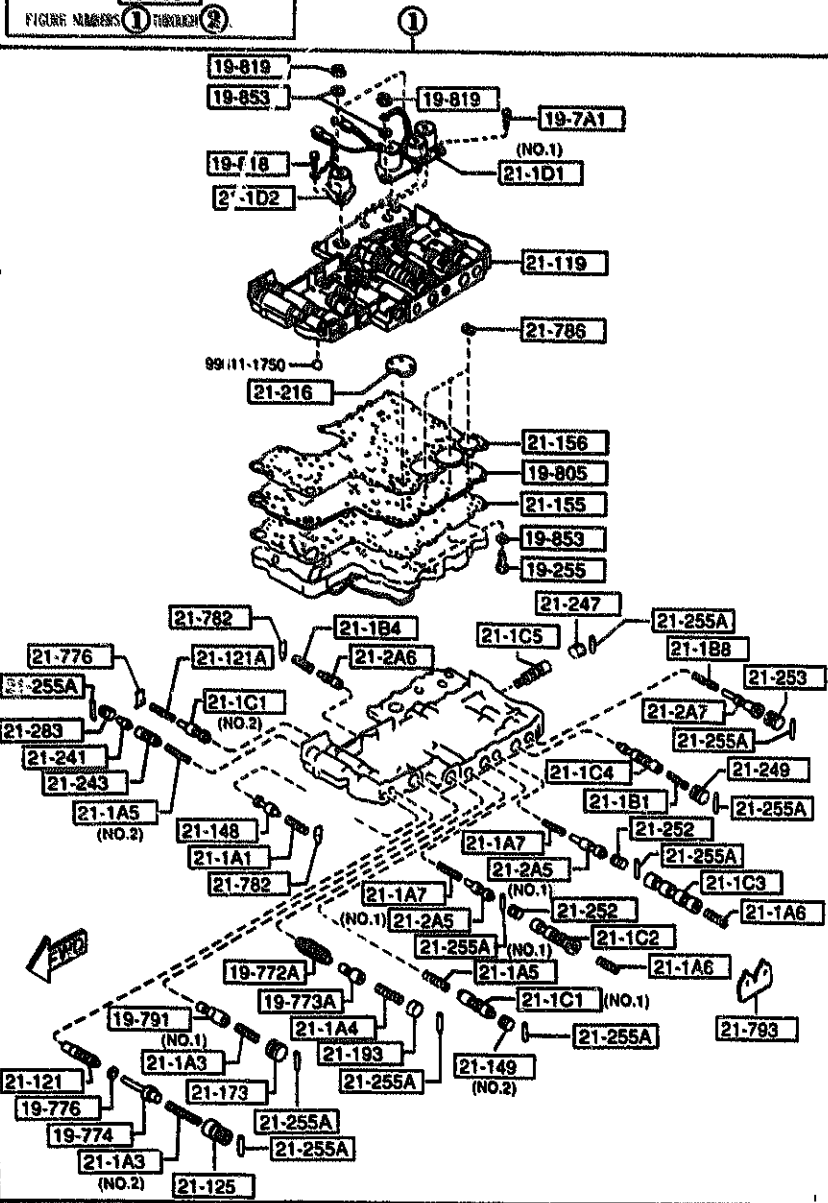 FIGURE NUMBERS 1 THROUGH 2.
1
19-819
19-853
19-819
19-7A1
(NO.1)
21-1D1
21-1D2
21-119
21-786
21-216
21-156
19-805
21-155
19-853
19-255
21-247
21-782
21-1B4
21-1C5
21-255A
21-776
21-121A
21-2A6
21-1B8
21-253
21-255A
21-1C1
(NO.2)
21-2A7
21-283
21-255A
21-241
21-243
21-1C4
21-249
21-1A5
(NO.2)
21-1B1
21-255A
21-148
21-252
21-1A1
21-1A7
21-255A
21-782
21-2A5
(NO.1)
21-1C3
21-1A7
21-1A6
(NO.1)
21-2A5
21-252
21-255A
(NO.1)
21-1C2
FWD
19-772A
21-1A5
21-1A6
19-773A
21-1C1
(NO.1)
21-793
21-1A4
19-791
(NO.1)
21-193
21-255A
21-1A3
21-149
(NO.2)
21-255A
21-121
21-173
19-776
21-255A
19-774
21-255A
21-1A3
(NO.2)
21-125